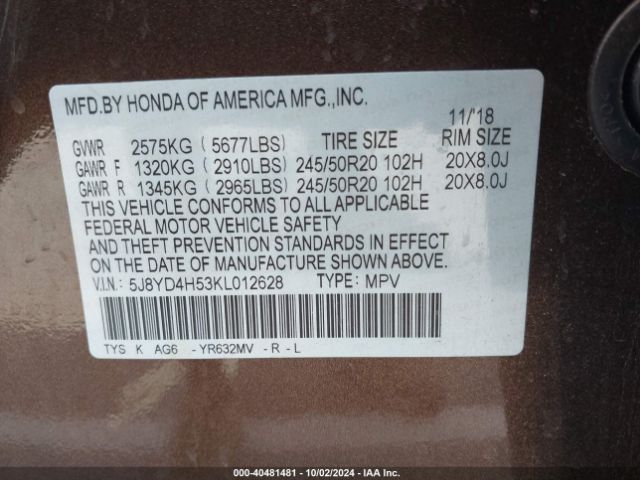 MFD.BY HONDA OF AMERICA MFG.,INC.
11/'18
GVWR 2575KG ( 5677LBS) TIRE SIZE RIM SIZE
GAWR F 1320KG ( 2910LBS) 245/50R20 102H 20X8.0J
GAWR R 1345KG ( 2965LBS) 245/50R20 102H 20X8.0J
THIS VEHICLE CONFORMS TO ALL APPLICABLE
FEDERAL MOTOR VEHICLE SAFETY
AND THEFT PREVENTION STANDARDS IN EFFECT
ON THE DATE OF MANUFACTURE SHOWN ABOVE.
V.I.N.: 5J8YD4H53KL012628 TYPE: MPV
TYS K AG6 -YR632MV -R-L
000-40481481 - 10/02/2024 - IAA Inc.